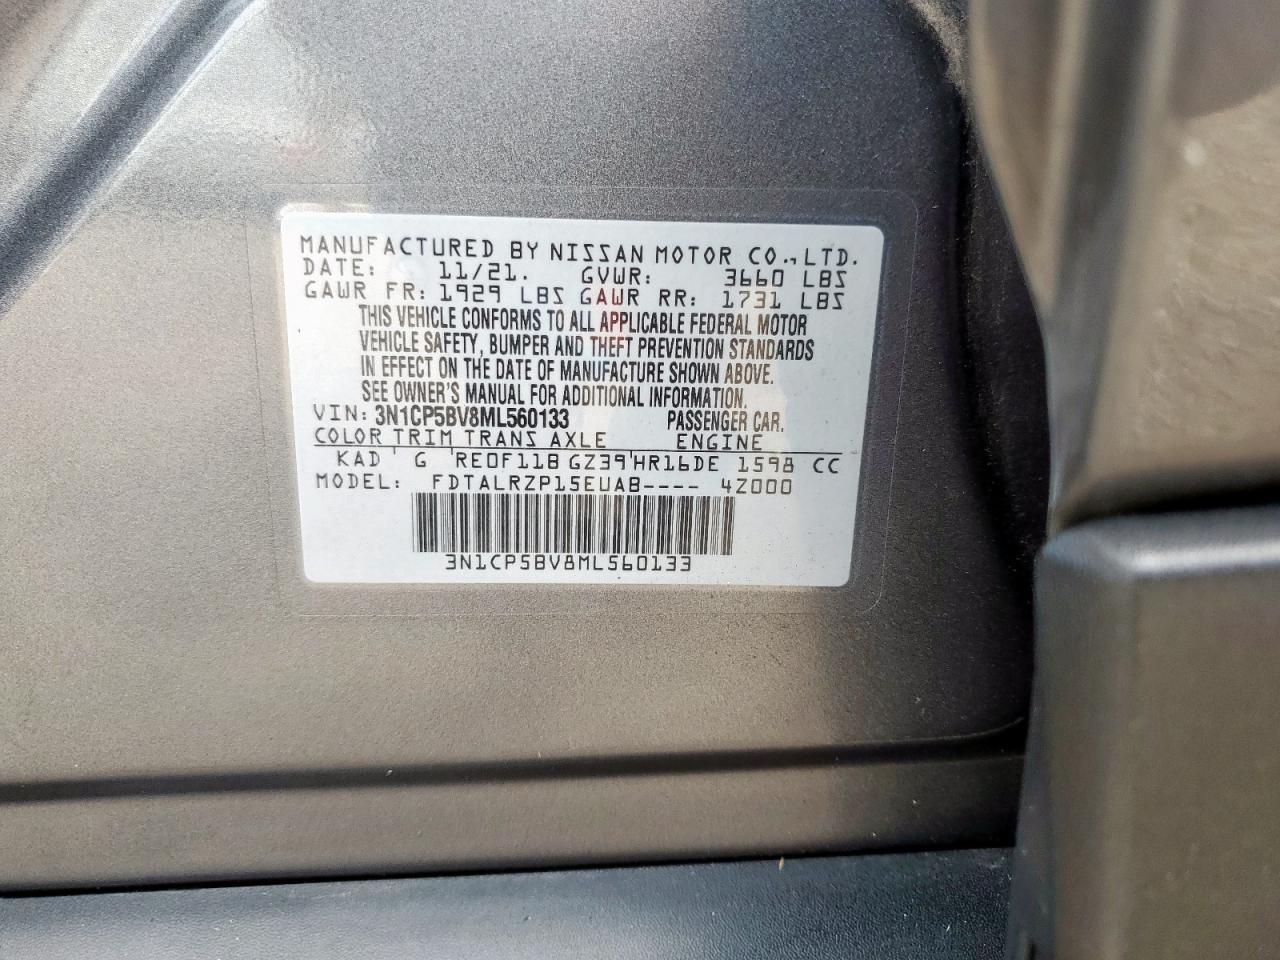 MANUFACTURED BY NISSAN MOTOR CO., LTD.
DATE: 11/21. GVWR: 3660 LBS
GAWR FR: 1929 LBS GAWR RR: 1731 LBS
THIS VEHICLE CONFORMS TO ALL APPLICABLE FEDERAL MOTOR
VEHICLE SAFETY, BUMPER AND THEFT PREVENTION STANDARDS
IN EFFECT ON THE DATE OF MANUFACTURE SHOWN ABOVE.
SEE OWNER'S MANUAL FOR ADDITIONAL INFORMATION.
VIN: 3N1CP5BV8ML560133 PASSENGER CAR.
COLOR TRIM TRANS AXLE ENGINE
KAD G RE0F11B GZ39 HR16DE 1598 CC
MODEL: FDTALRZP15EUAB---- 4Z000
3N1CP5BV8ML560133